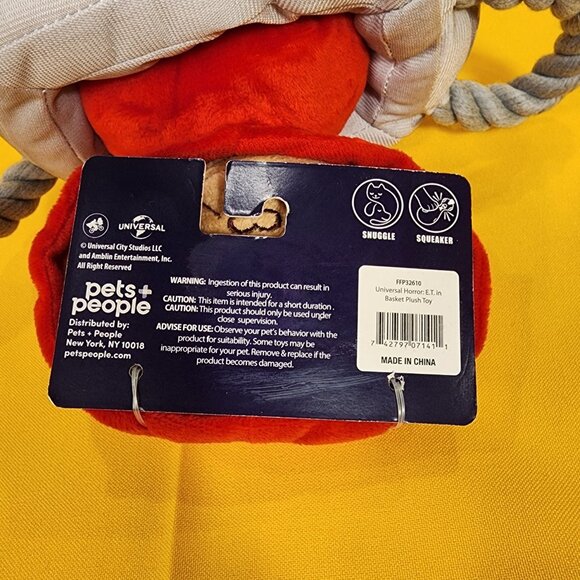 UNIVERSAL
© Universal City Studios LLC
and Amblin Entertainment, Inc.
All Right Reserved
pets+
people
Distributed by:
Pets + People
New York, NY 10018
petspeople.com
WARNING: Ingestion of this product can result in
serious injury.
CAUTION: This item is intended for a short duration.
CAUTION: This product should only be used under
close supervision.
ADVISE FOR USE: Observe your pet's behavior with the
product for suitability. Some toys may be
inappropriate for your pet. Remove & replace if the
product becomes damaged.
SNUGGLE
SQUEAKER
FFP32610
Universal Horror: E.T. in
Basket Plush Toy
7 42797 07141 1
MADE IN CHINA